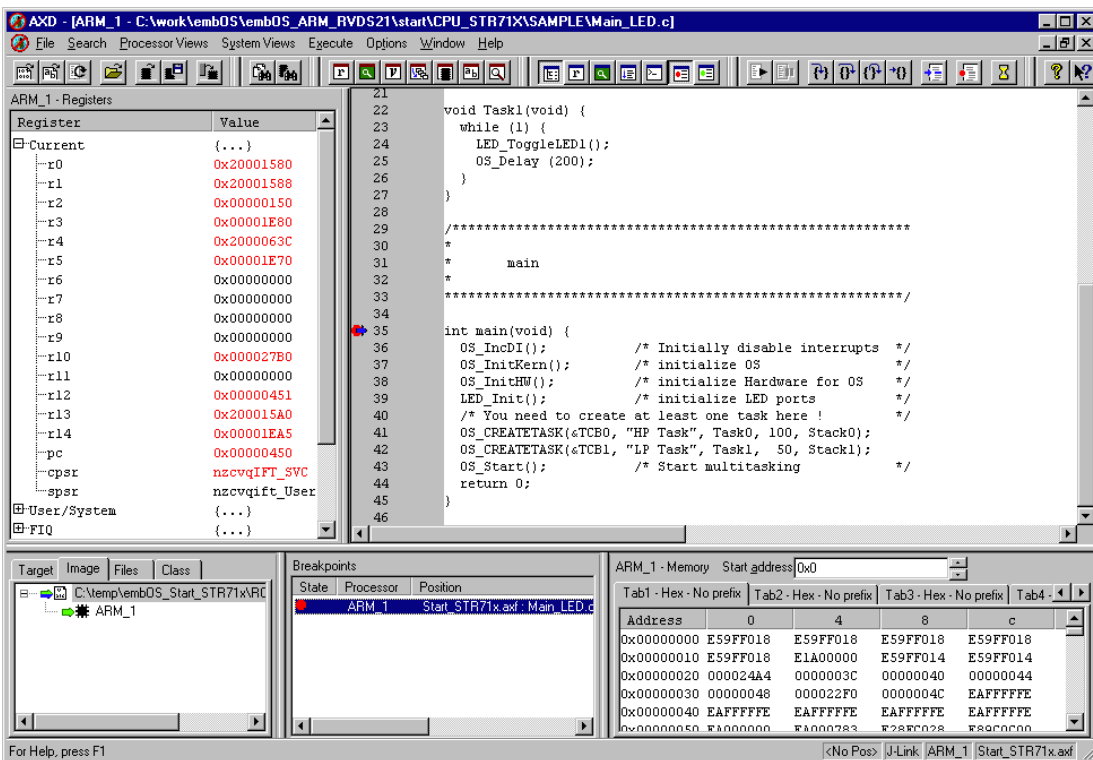 AXD - [ARM_1 - C:\work\embOS\embOS_ARM_RVDS21\start\CPU_STR71X\SAMPLE\Main_LED.c]
File Search Processor Views System Views Execute Options Window Help
ARM_1 - Registers
Register Value
Current {...}
r0 0x20001580
r1 0x20001588
r2 0x00000150
r3 0x00001E80
r4 0x2000063C
r5 0x00001E70
r6 0x00000000
r7 0x00000000
r8 0x00000000
r9 0x00000000
r10 0x000027B0
r11 0x00000000
r12 0x00000451
r13 0x200015A0
r14 0x00001EA5
pc 0x00000450
cpsr nzcvqIFT_SVC
spsr nzcvqift_User
User/System {...}
FIQ {...}
21
22 void Task1(void) {
23 while (1) {
24 LED_ToggleLED1();
25 OS_Delay (200);
26 }
27 }
28
29 /**********************************************************
30 *
31 * main
32 *
33 **********************************************************/
34
35 int main(void) {
36 OS_IncDI(); /* Initially disable interrupts */
37 OS_InitKern(); /* initialize OS */
38 OS_InitHW(); /* initialize Hardware for OS */
39 LED_Init(); /* initialize LED ports */
40 /* You need to create at least one task here ! */
41 OS_CREATETASK(&TCB0, "HP Task", Task0, 100, Stack0);
42 OS_CREATETASK(&TCB1, "LP Task", Task1, 50, Stack1);
43 OS_Start(); /* Start multitasking */
44 return 0;
45 }
46
Target Image Files Class
C:\temp\embOS_Start_STR71x\RC
ARM_1
Breakpoints
State Processor Position
ARM_1 Start_STR71x.axf : Main_LED.c
ARM_1 - Memory Start address 0x0
Tab1 - Hex - No prefix Tab2 - Hex - No prefix Tab3 - Hex - No prefix Tab4 -
Address 0 4 8 c
0x00000000 E59FF018 E59FF018 E59FF018 E59FF018
0x00000010 E59FF018 E1A00000 E59FF014 E59FF014
0x00000020 000024A4 0000003C 00000040 00000044
0x00000030 00000048 000022F0 0000004C EAFFFFFE
0x00000040 EAFFFFFE EAFFFFFE EAFFFFFE EAFFFFFE
0x00000050 EA000000 EA000783 E28FC028 E89C0C00
For Help, press F1
<No Pos> J-Link ARM_1 Start_STR71x.axf